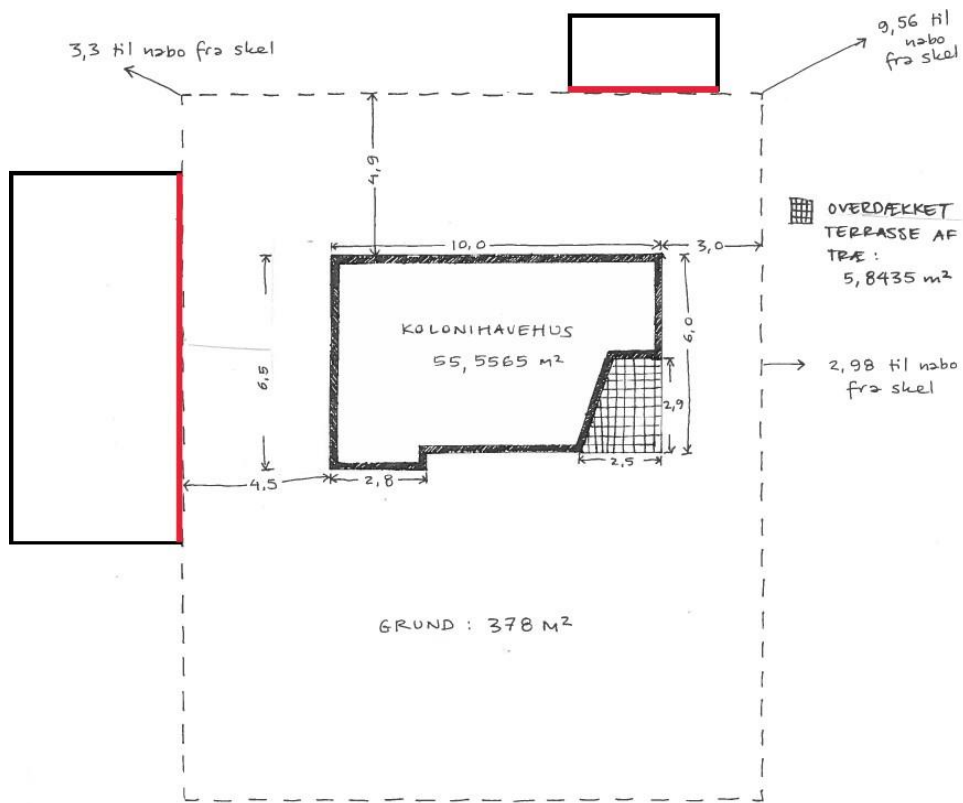 3,3 til nabo fra skel
9,56 til
nabo
fra skel
4,9
10,0
3,0
OVERDÆKKET
TERRASSE AF
TRÆ :
5,8435 m²
KOLONIHAVEHUS
55,5565 m²
6,5
6,0
2,9
2,98 til nabo
fra skel
2,5
4,5
2,8
GRUND : 378 M²